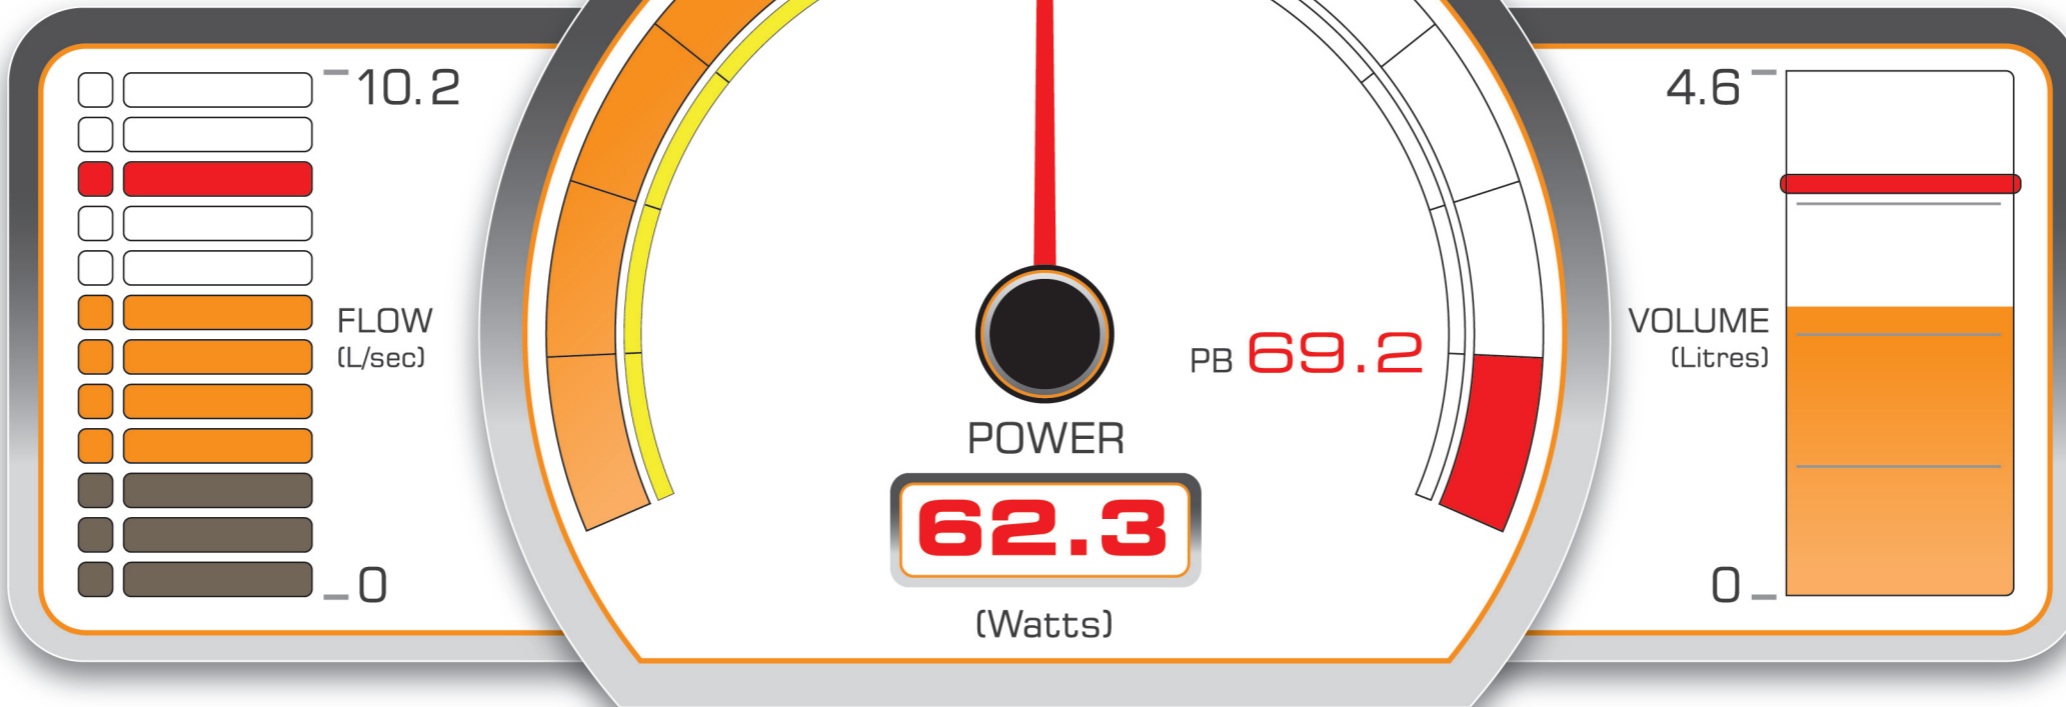 10.2
FLOW
(L/sec)
0
PB 69.2
POWER
62.3
(Watts)
4.6
VOLUME
(Litres)
0